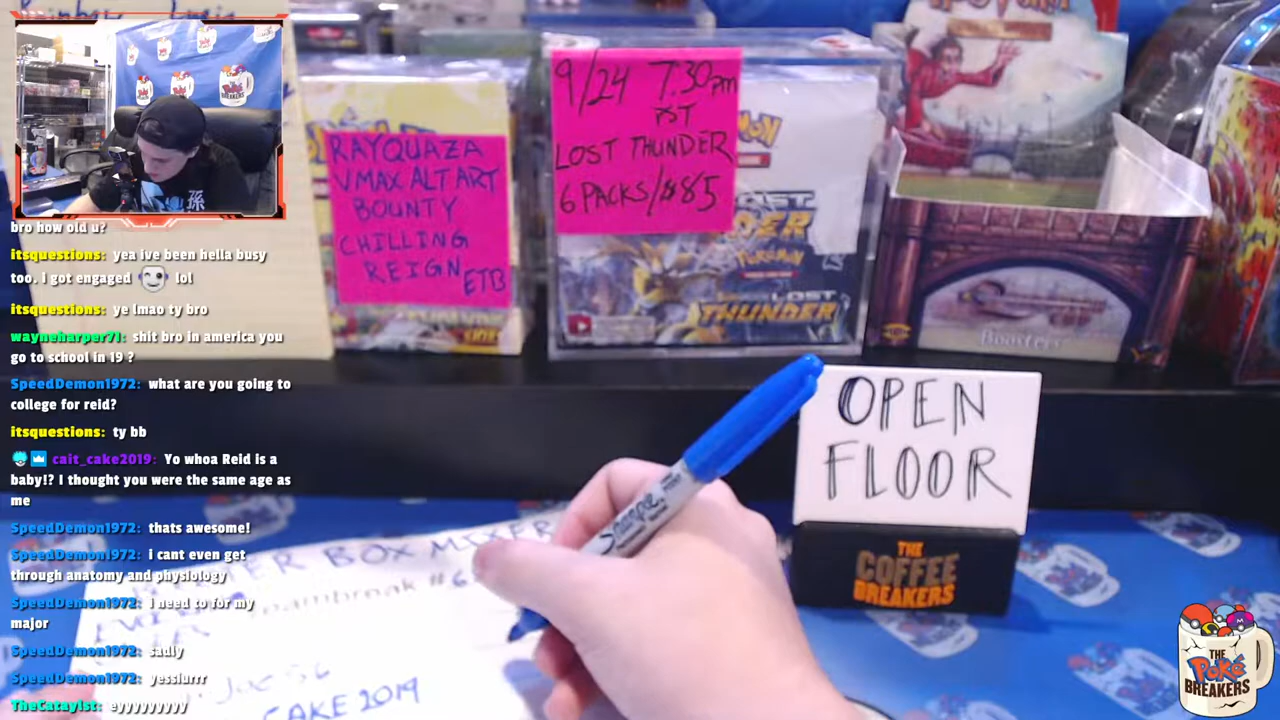 RAYQUAZA
VMAX ALT ART
BOUNTY
CHILLING
REIGN ETB
9/24 7:30pm
PST
LOST THUNDER
6 PACKS/$85
LOST
THUNDER
Boosters
OPEN
FLOOR
THE
COFFEE
BREAKERS
Sharpie
BOX MIXER
CAKE 2019
bro how old u?
itsquestions: yea ive been hella busy
too. I got engaged lol
itsquestions: ye lmao ty bro
wayneharper71: shit bro in america you
go to school in 19 ?
SpeedDemon1972: what are you going to
college for reid?
itsquestions: ty bb
cait_cake2019: Yo whoa Reid is a
baby!? I thought you were the same age as
me
SpeedDemon1972: thats awesome!
SpeedDemon1972: i cant even get
through anatomy and physiology
SpeedDemon1972: i need to for my
major
SpeedDemon1972: sadly
SpeedDemon1972: yessiurrr
TheCatayIst: eyyyyyyyyy
THE
Poké
BREAKERS